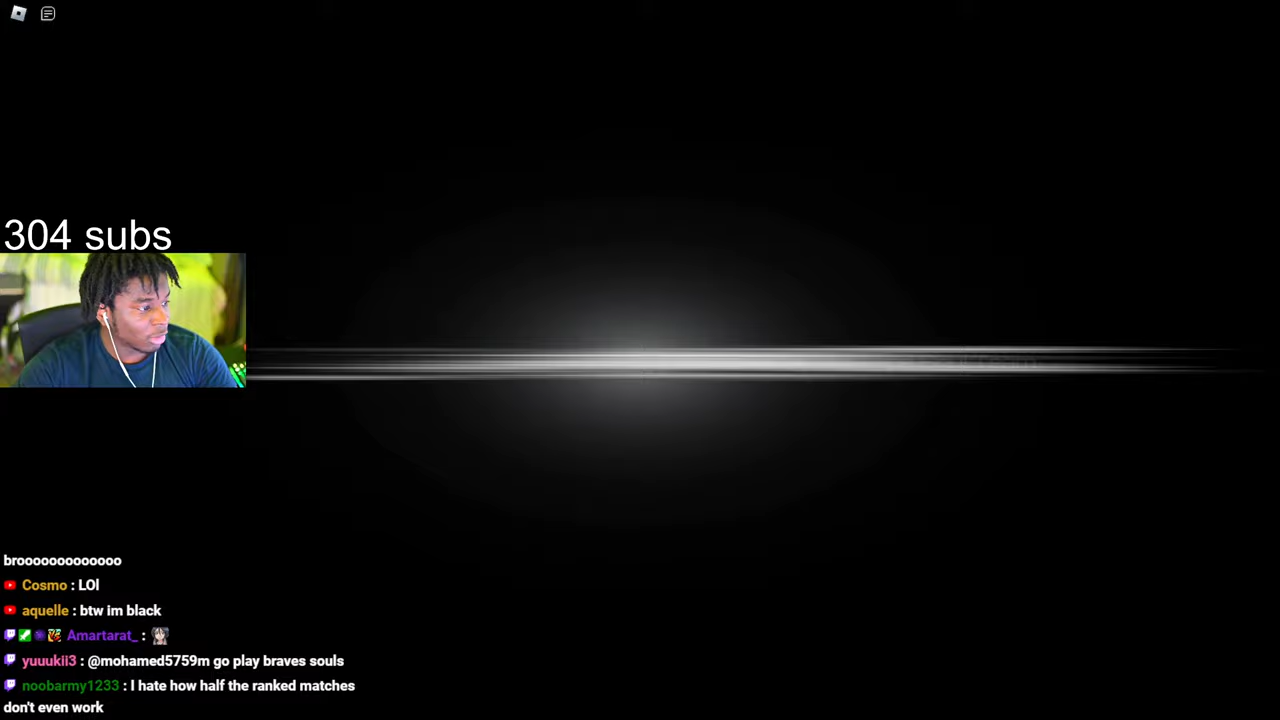 304 subs
brooooooooooooo
Cosmo : LOl
aquelle : btw im black
Amartarat_ :
yuuukii3 : @mohamed5759m go play braves souls
noobarmy1233 : I hate how half the ranked matches
don't even work